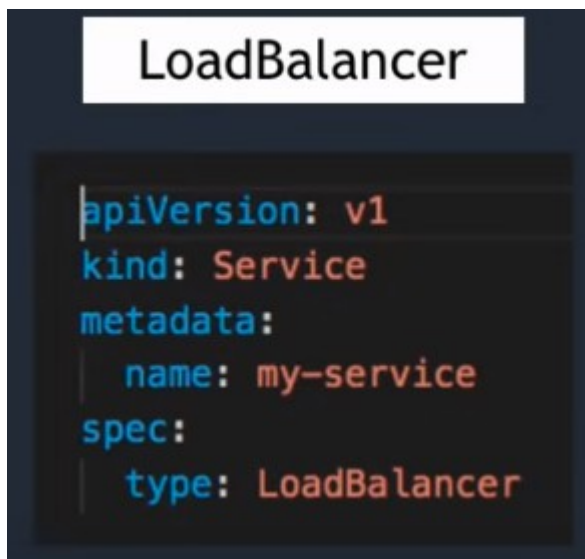 LoadBalancer
apiVersion: v1
kind: Service
metadata:
  name: my-service
spec:
  type: LoadBalancer